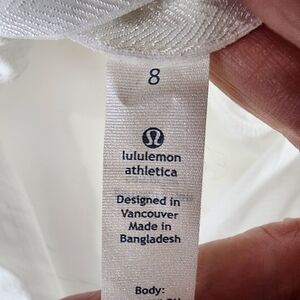 8
lululemon
athletica
Designed in
Vancouver
Made in
Bangladesh
Body: